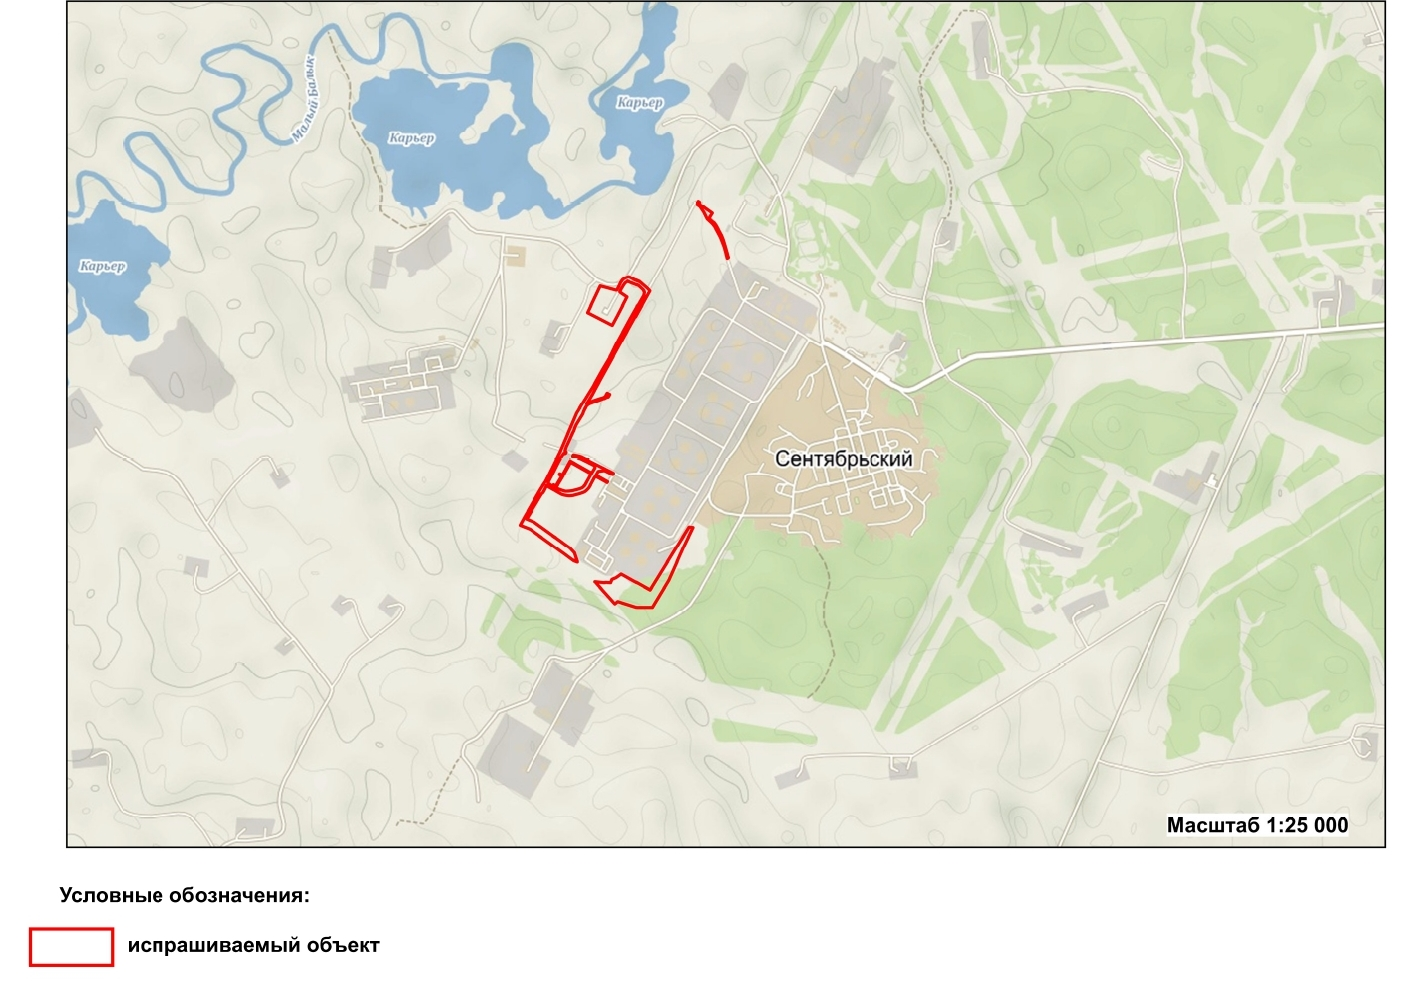 Малый Балык
Карьер
Карьер
Карьер
Сентябрьский
Масштаб 1:25 000
Условные обозначения:
испрашиваемый объект